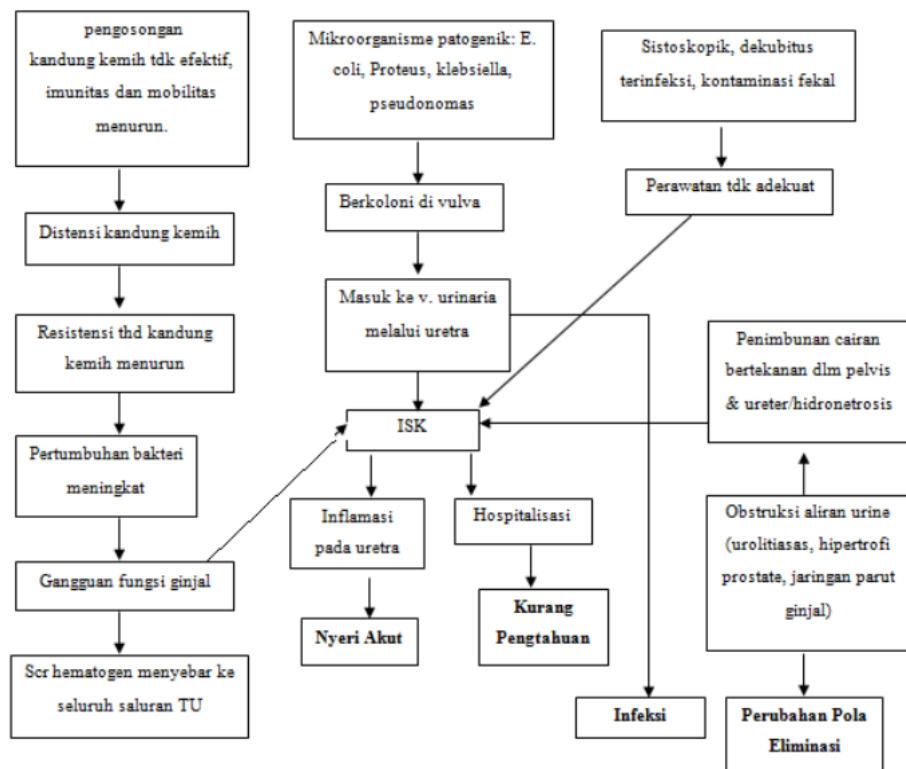 pengosongan
kandung kemih tdk efektif,
imunitas dan mobilitas
menurun.
Mikroorganisme patogenik: E.
coli, Proteus, klebsiella,
pseudonomas
Sistoskopik, dekubitus
terinfeksi, kontaminasi fekal
Perawatan tdk adekuat
Berkoloni di vulva
Distensi kandung kemih
Masuk ke v. urinaria
melalui uretra
Resistensi thd kandung
kemih menurun
Penimbunan cairan
bertekanan dlm pelvis
& ureter/hidronetrosis
ISK
Pertumbuhan bakteri
meningkat
Inflamasi
pada uretra
Hospitalisasi
Obstruksi aliran urine
(urolitiasas, hipertrofi
prostate, jaringan parut
ginjal)
Gangguan fungsi ginjal
Nyeri Akut
Kurang
Pengtahuan
Scr hematogen menyebar ke
seluruh saluran TU
Infeksi
Perubahan Pola
Eliminasi